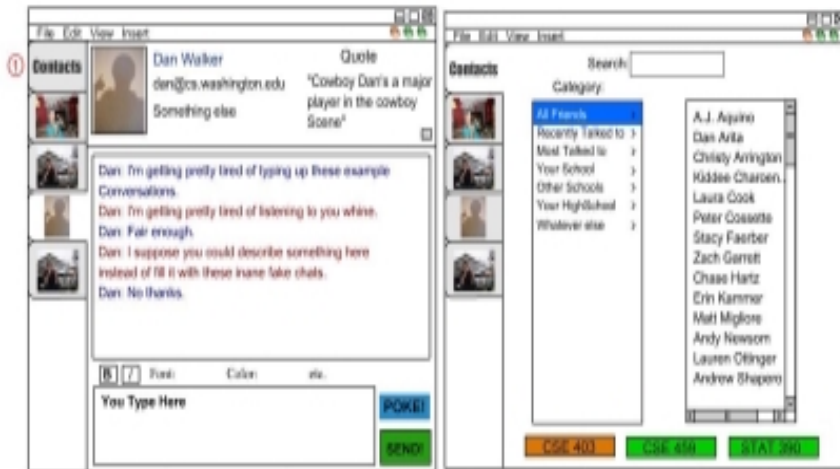 File Edit View Insert
①
Contacts
Dan Walker
dan@cs.washington.edu
Something else
Quote
"Cowboy Dan's a major
player in the cowboy
Scene"
Dan: I'm getting pretty tired of typing up these example
Conversations.
Dan: I'm getting pretty tired of listening to you whine.
Dan: Fair enough.
Dan: I suppose you could describe something here
instead of fill it with these inane fake chats.
Dan: No thanks.
B I Font: Color: etc.
You Type Here
POKE!
SEND!
File Edit View Insert
Contacts
Search:
Category:
All Friends >
Recently Talked to >
Most Talked to >
Your School >
Other Schools >
Your HighSchool >
Whatever else >
A.J. Aquino
Dan Arita
Christy Arrington
Kiddee Charoen..
Laura Cook
Peter Cossette
Stacy Faerber
Zach Garrett
Chase Hartz
Erin Kammer
Matt Migliore
Andy Newsom
Lauren Ottinger
Andrew Shapero
CSE 403
CSE 458
STAT 390